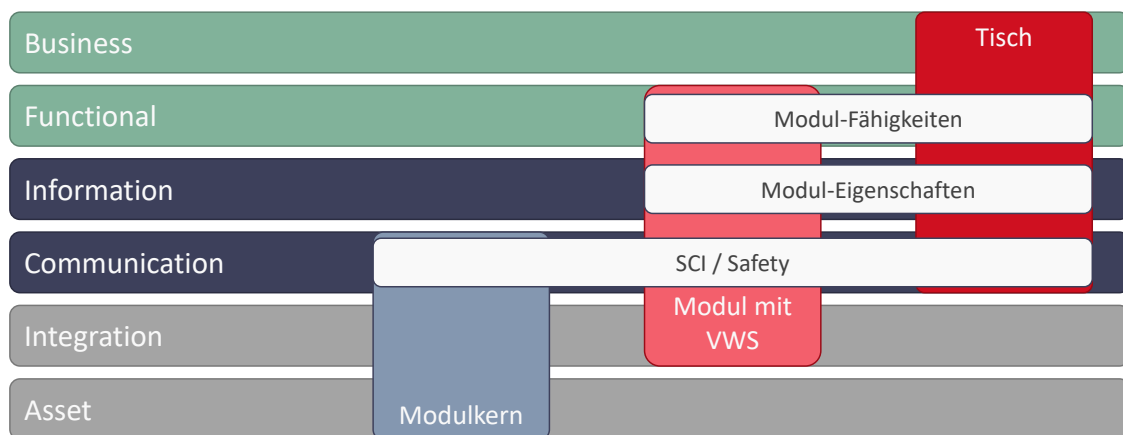 Business
Tisch
Functional
Modul-Fähigkeiten
Information
Modul-Eigenschaften
Communication
SCI / Safety
Integration
Modul mit
VWS
Asset
Modulkern